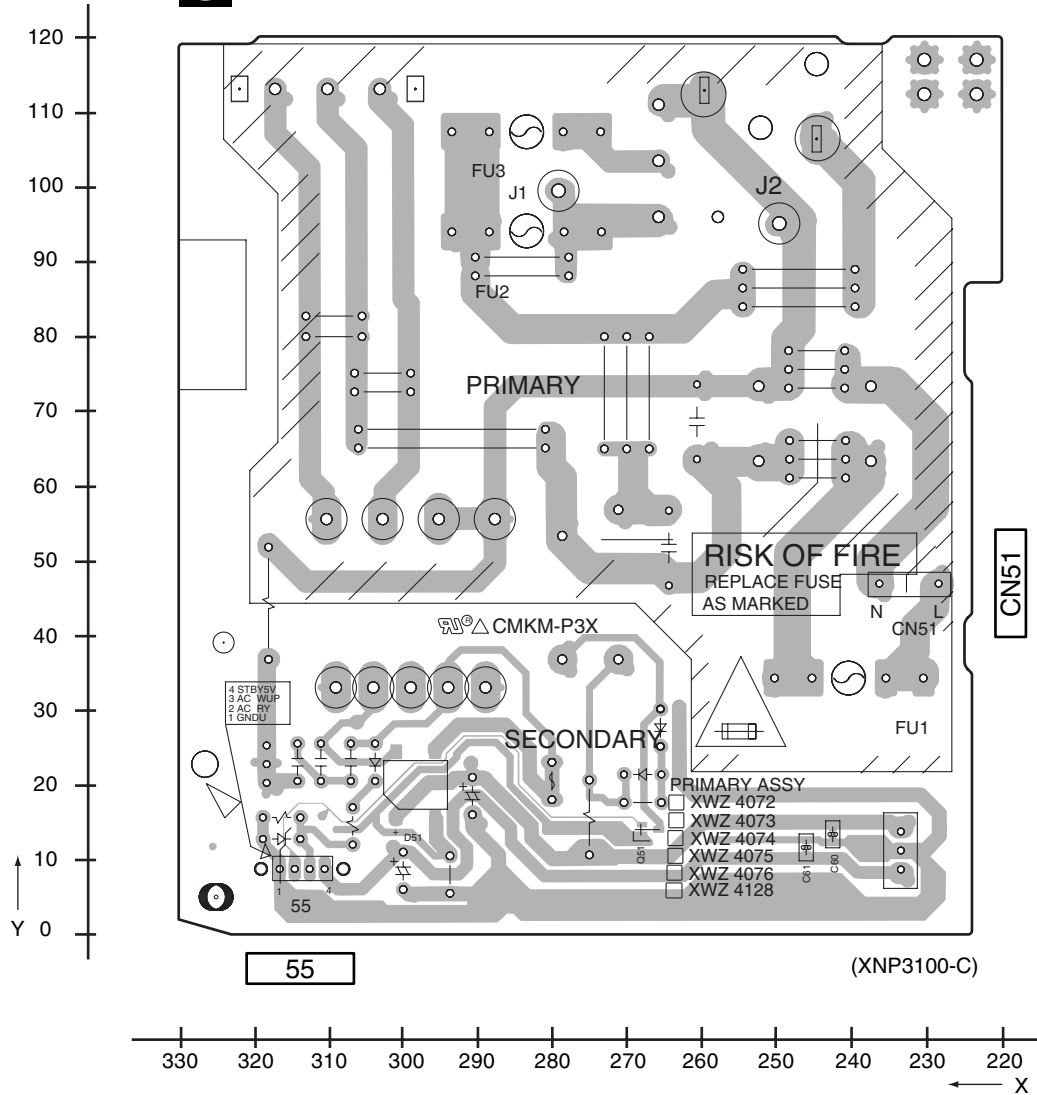 120
110
100
90
80
70
60
50
40
30
20
10
Y 0
FU3
J1
J2
FU2
PRIMARY
RISK OF FIRE
REPLACE FUSE
AS MARKED
N L
CN51
CN51
CMKM-P3X
4 STBY5V
3 AC WUP
2 AC RY
1 GNDU
FU1
SECONDARY
PRIMARY ASSY
XWZ 4072
XWZ 4073
XWZ 4074
XWZ 4075
XWZ 4076
XWZ 4128
D51
Q51
C61
C60
1 4
55
55
(XNP3100-C)
330 320 310 300 290 280 270 260 250 240 230 220
X